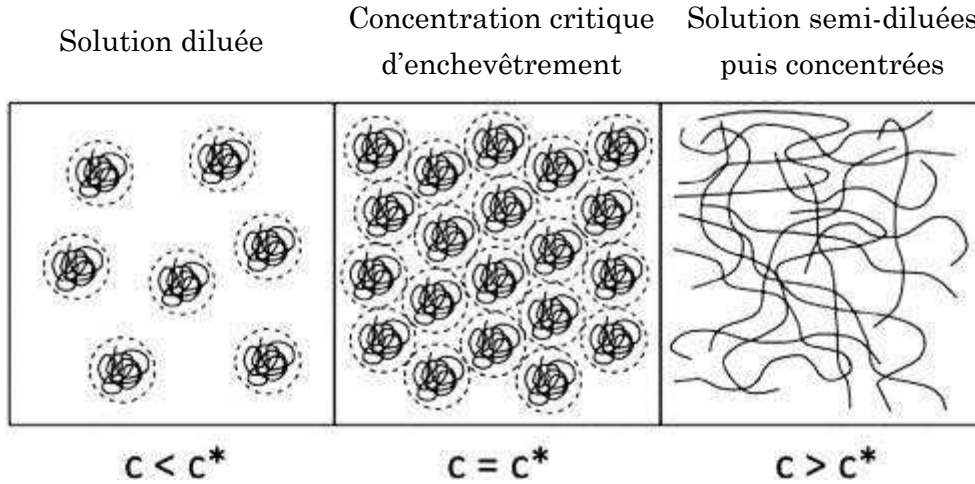 Solution diluée
Concentration critique
d'enchevêtrement
Solution semi-diluées
puis concentrées
c < c*
c = c*
c > c*